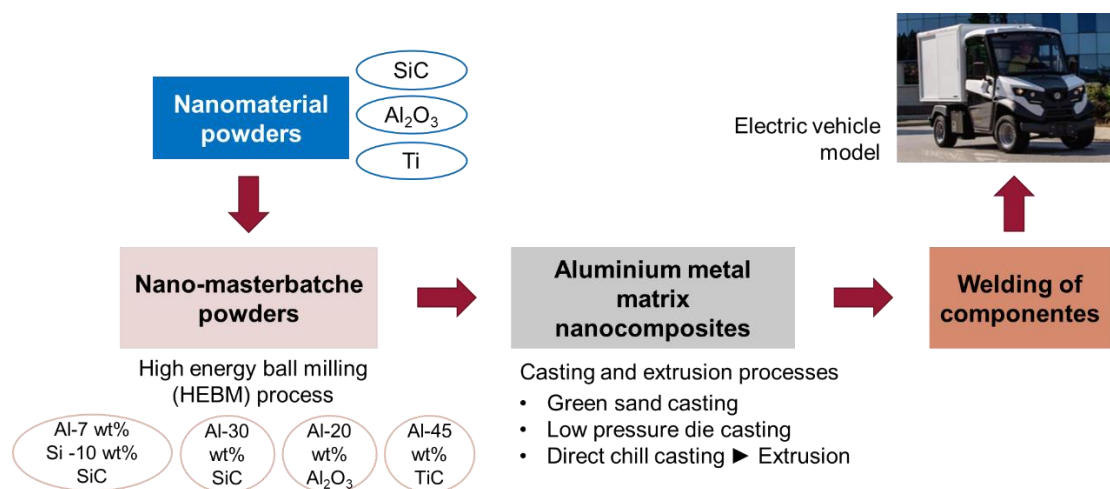 Nanomaterial
powders
SiC
Al₂O₃
Ti
Electric vehicle
model
Nano-masterbatche
powders
Aluminium metal
matrix
nanocomposites
Welding of
componentes
High energy ball milling
(HEBM) process
Al-7 wt%
Si -10 wt%
SiC
Al-30
wt%
SiC
Al-20
wt%
Al₂O₃
Al-45
wt%
TiC
Casting and extrusion processes
• Green sand casting
• Low pressure die casting
• Direct chill casting ► Extrusion